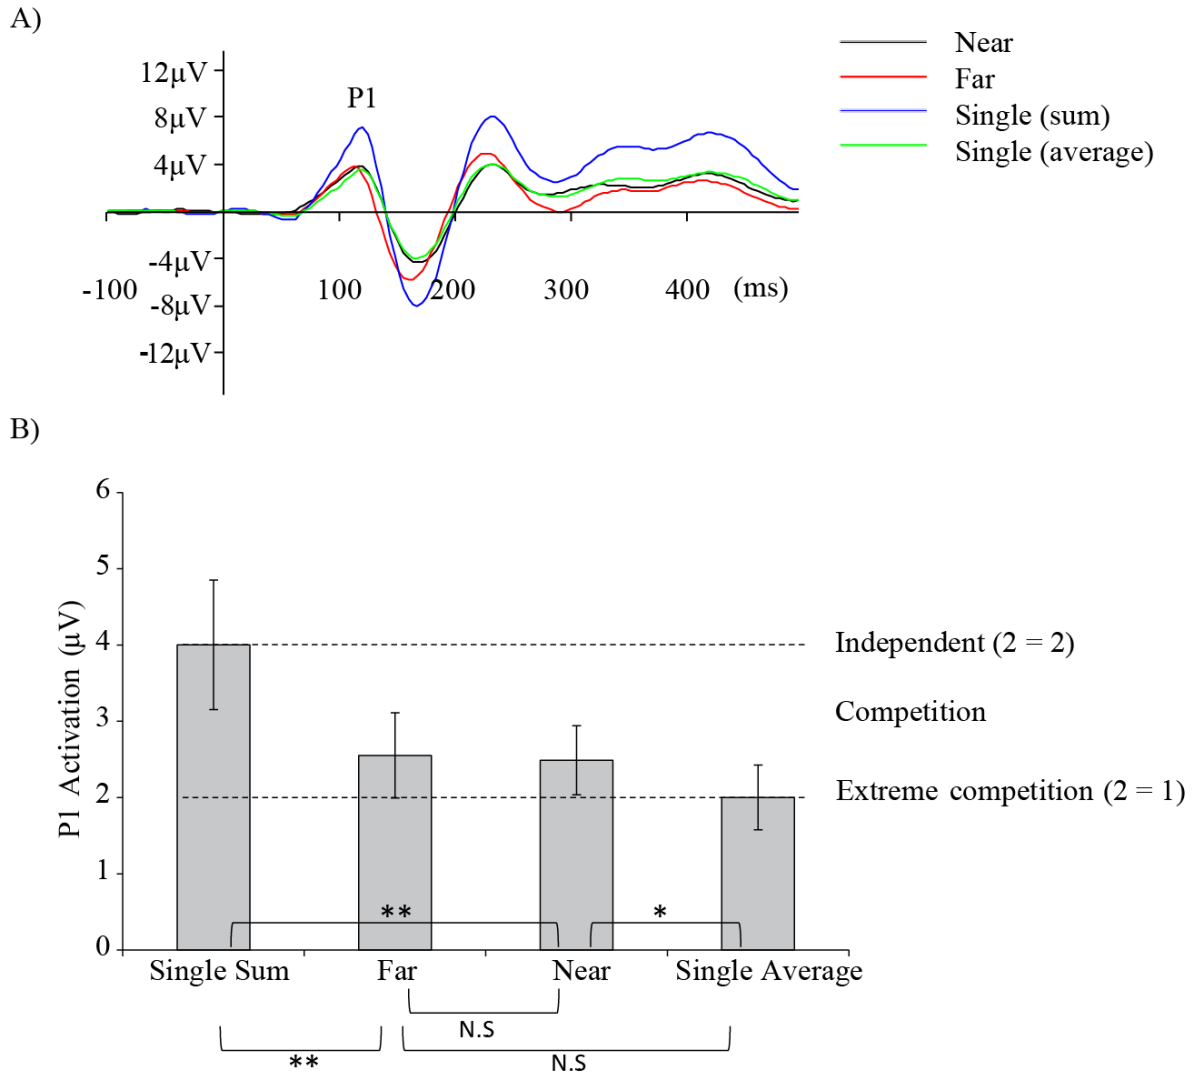 A)
Near
Far
Single (sum)
Single (average)
P1
12μV
8μV
4μV
-4μV
-8μV
-12μV
-100 100 200 300 400 (ms)
B)
P1 Activation (μV)
6
5
4
3
2
1
0
Independent (2 = 2)
Competition
Extreme competition (2 = 1)
** *
Single Sum Far Near Single Average
N.S
** N.S